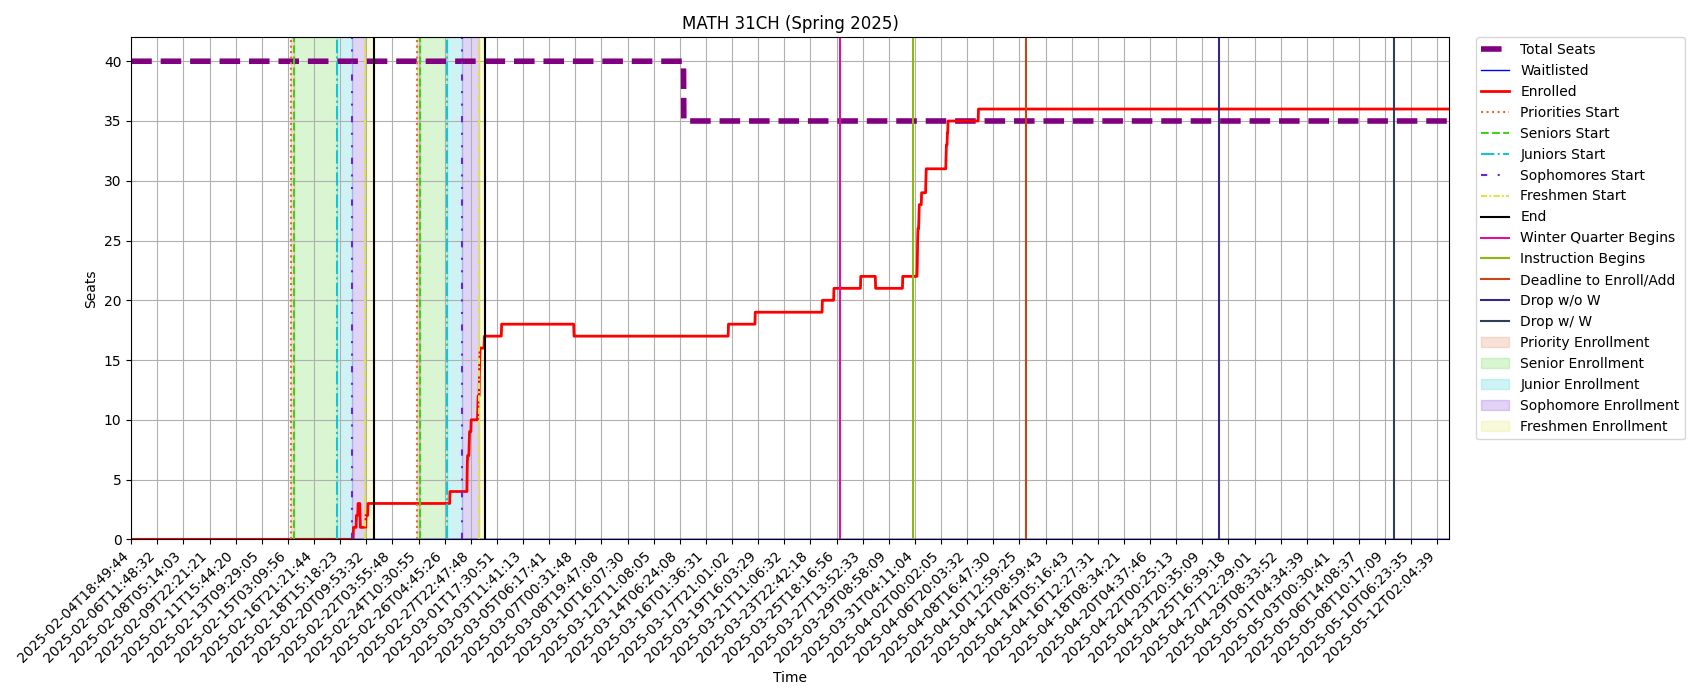 MATH 31CH (Spring 2025)
Seats
40
35
30
25
20
15
10
5
0
2025-02-04T18:49:44
2025-02-06T11:48:32
2025-02-08T05:14:03
2025-02-09T22:21:21
2025-02-11T15:44:20
2025-02-13T09:29:05
2025-02-15T03:09:56
2025-02-16T21:21:44
2025-02-18T15:18:23
2025-02-20T09:53:32
2025-02-22T03:55:48
2025-02-24T10:30:55
2025-02-26T04:45:26
2025-02-27T22:47:48
2025-03-01T17:30:51
2025-03-03T11:41:13
2025-03-05T06:17:41
2025-03-07T00:31:48
2025-03-08T19:47:08
2025-03-10T16:07:30
2025-03-12T11:08:05
2025-03-14T06:24:08
2025-03-16T01:36:31
2025-03-17T21:01:02
2025-03-19T16:03:29
2025-03-21T11:06:32
2025-03-23T22:42:18
2025-03-25T18:16:50
2025-03-27T13:52:33
2025-03-29T08:58:09
2025-03-31T04:11:04
2025-04-02T00:02:05
2025-04-06T20:03:32
2025-04-08T16:47:30
2025-04-10T12:59:25
2025-04-12T08:59:43
2025-04-14T05:16:43
2025-04-16T12:27:31
2025-04-18T08:34:21
2025-04-20T04:37:46
2025-04-22T00:25:13
2025-04-23T20:35:09
2025-04-25T16:39:18
2025-04-27T12:29:01
2025-04-29T08:33:52
2025-05-01T04:34:39
2025-05-03T00:30:41
2025-05-06T14:08:37
2025-05-08T10:17:09
2025-05-10T06:23:35
2025-05-12T02:04:39
Time
Total Seats
Waitlisted
Enrolled
Priorities Start
Seniors Start
Juniors Start
Sophomores Start
Freshmen Start
End
Winter Quarter Begins
Instruction Begins
Deadline to Enroll/Add
Drop w/o W
Drop w/ W
Priority Enrollment
Senior Enrollment
Junior Enrollment
Sophomore Enrollment
Freshmen Enrollment